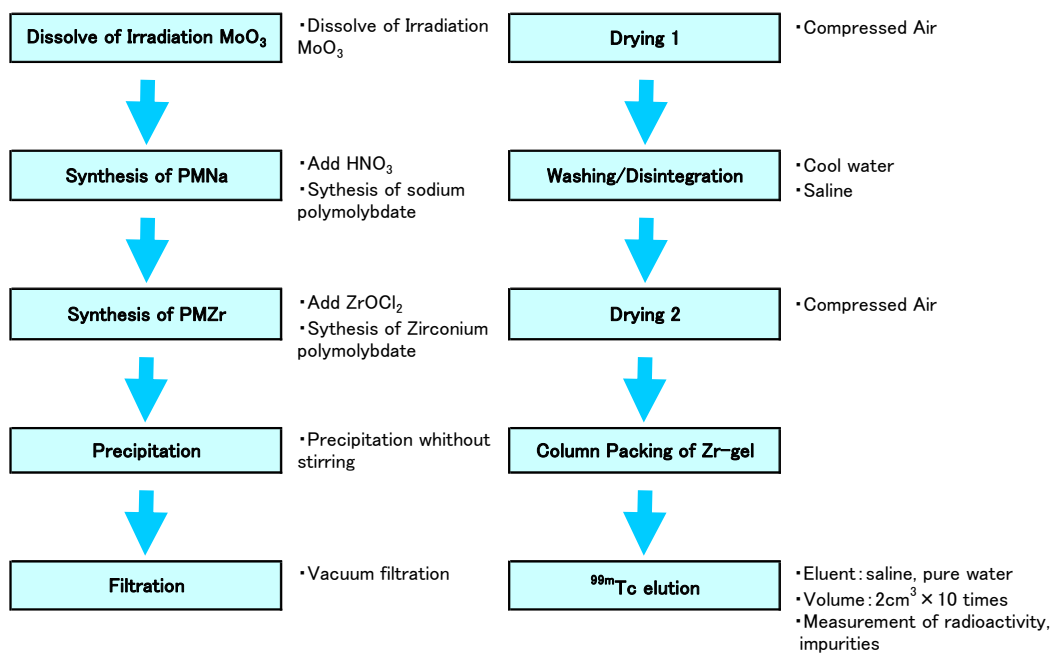 Dissolve of Irradiation MoO₃
・Dissolve of Irradiation
MoO₃
Synthesis of PMNa
・Add HNO₃
・Sythesis of sodium
polymolybdate
Synthesis of PMZr
・Add ZrOCl₂
・Sythesis of Zirconium
polymolybdate
Precipitation
・Precipitation whithout
stirring
Filtration
・Vacuum filtration
Drying 1
・Compressed Air
Washing/Disintegration
・Cool water
・Saline
Drying 2
・Compressed Air
Column Packing of Zr-gel
⁹⁹ᵐTc elution
・Eluent：saline, pure water
・Volume：2cm³ × 10 times
・Measurement of radioactivity,
impurities